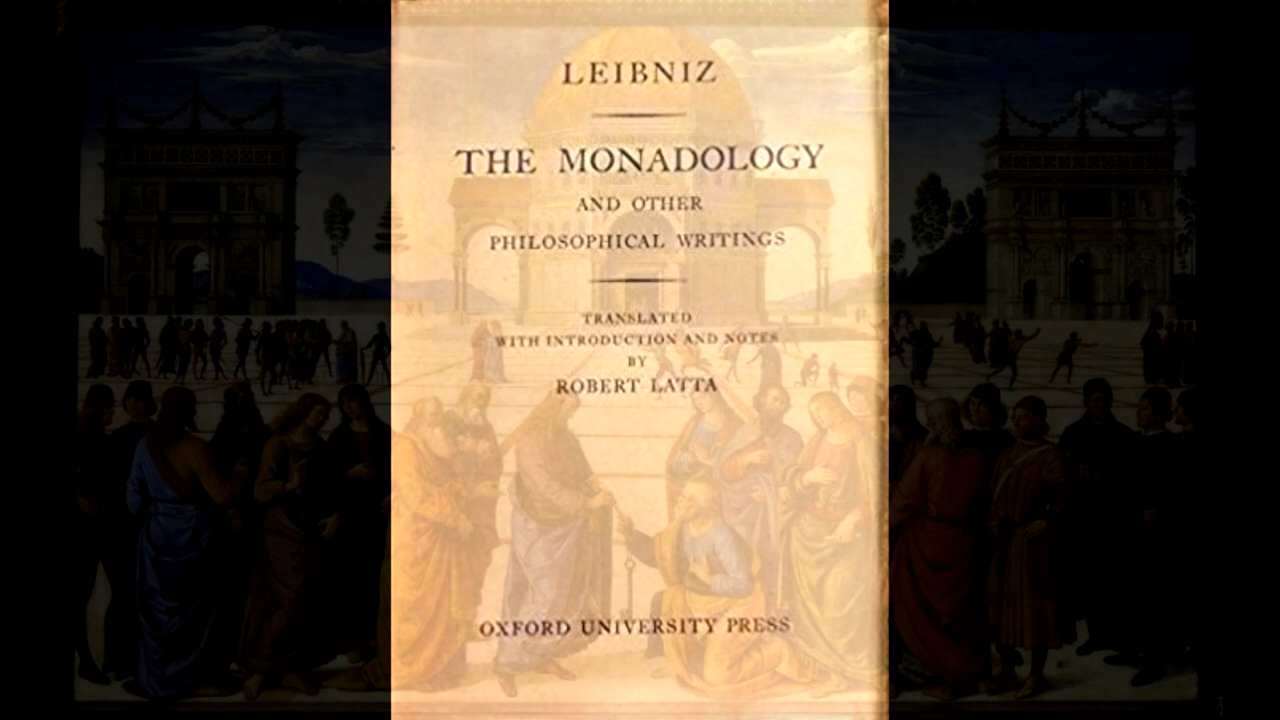 LEIBNIZ
THE MONADOLOGY
AND OTHER
PHILOSOPHICAL WRITINGS
TRANSLATED
WITH INTRODUCTION AND NOTES
BY
ROBERT LATTA
OXFORD UNIVERSITY PRESS